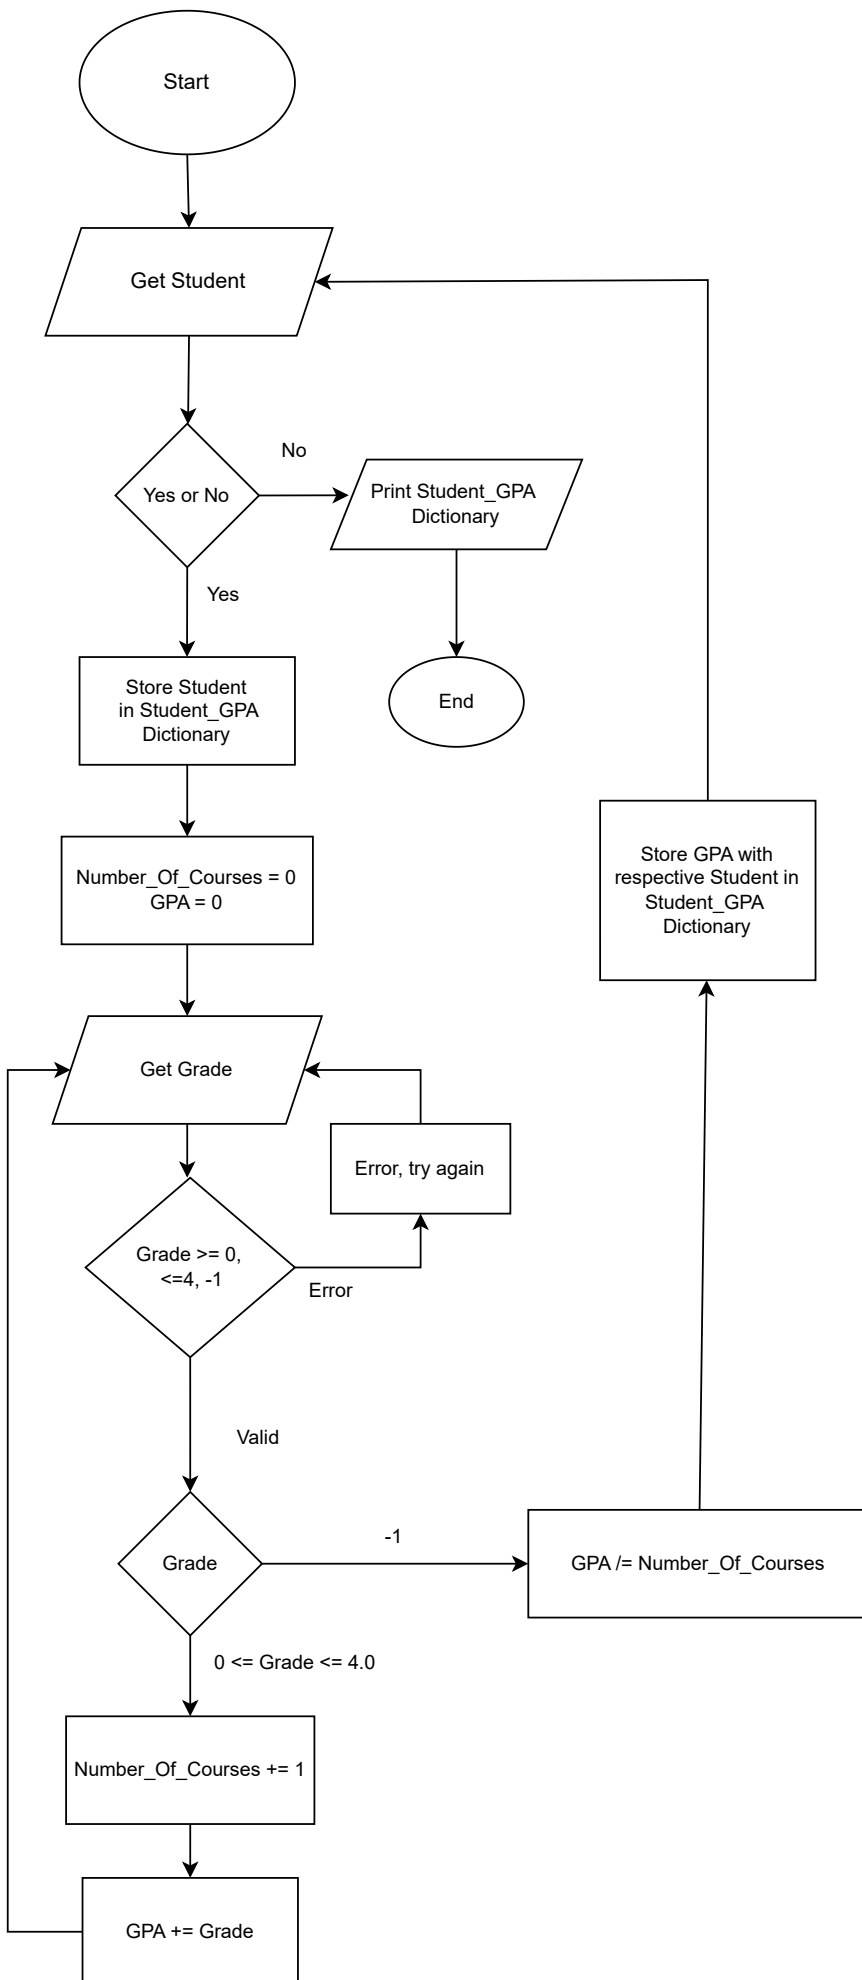 Start
Get Student
No
Yes or No
Print Student_GPA
Dictionary
Yes
Store Student
in Student_GPA
Dictionary
End
Number_Of_Courses = 0
GPA = 0
Store GPA with
respective Student in
Student_GPA
Dictionary
Get Grade
Error, try again
Grade >= 0,
<=4, -1
Error
Valid
-1
Grade
GPA /= Number_Of_Courses
0 <= Grade <= 4.0
Number_Of_Courses += 1
GPA += Grade